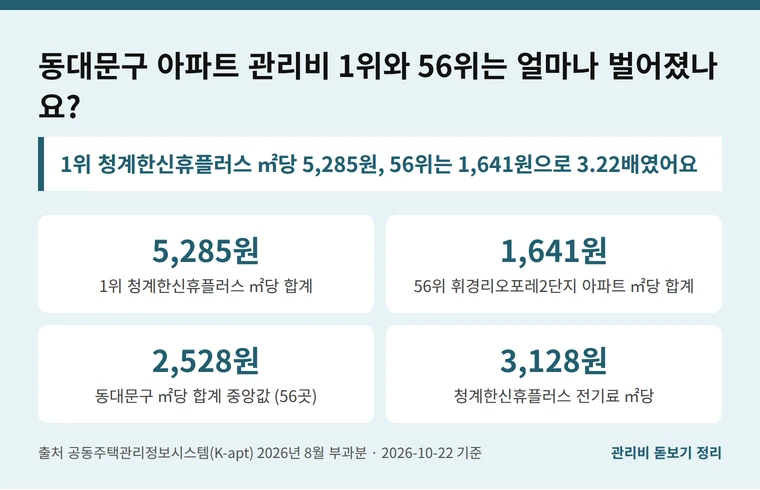 동대문구 아파트 관리비 1위와 56위는 얼마나 벌어졌나
요?
1위 청계한신휴플러스 ㎡당 5,285원, 56위는 1,641원으로 3.22배였어요
5,285원
1위 청계한신휴플러스 ㎡당 합계
1,641원
56위 휘경리오포레2단지 아파트 ㎡당 합계
2,528원
동대문구 ㎡당 합계 중앙값 (56곳)
3,128원
청계한신휴플러스 전기료 ㎡당
출처 공동주택관리정보시스템(K-apt) 2026년 8월 부과분 · 2026-10-22 기준
관리비 돋보기 정리